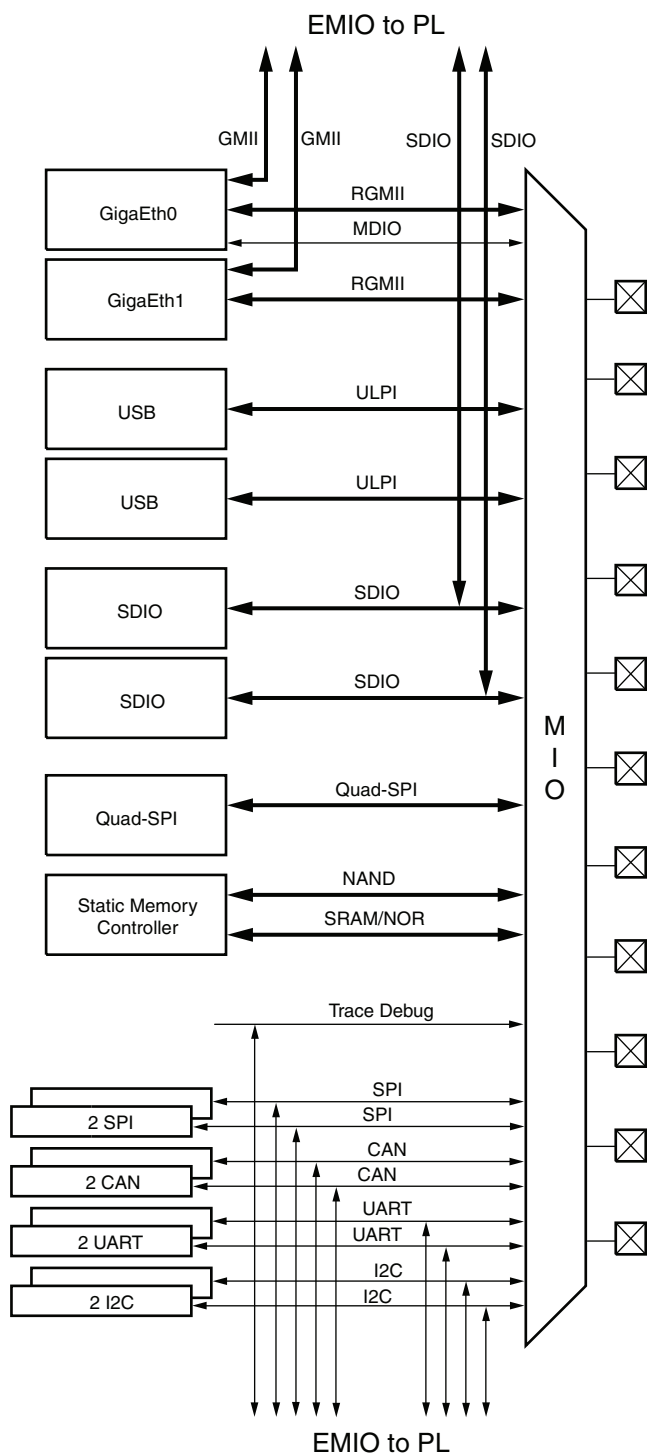 EMIO to PL
GMII
GMII
SDIO
SDIO
GigaEth0
RGMII
MDIO
GigaEth1
RGMII
USB
ULPI
USB
ULPI
SDIO
SDIO
SDIO
SDIO
M
I
O
Quad-SPI
Quad-SPI
Static Memory
Controller
NAND
SRAM/NOR
Trace Debug
SPI
2 SPI
SPI
CAN
2 CAN
CAN
UART
2 UART
UART
I2C
2 I2C
I2C
EMIO to PL